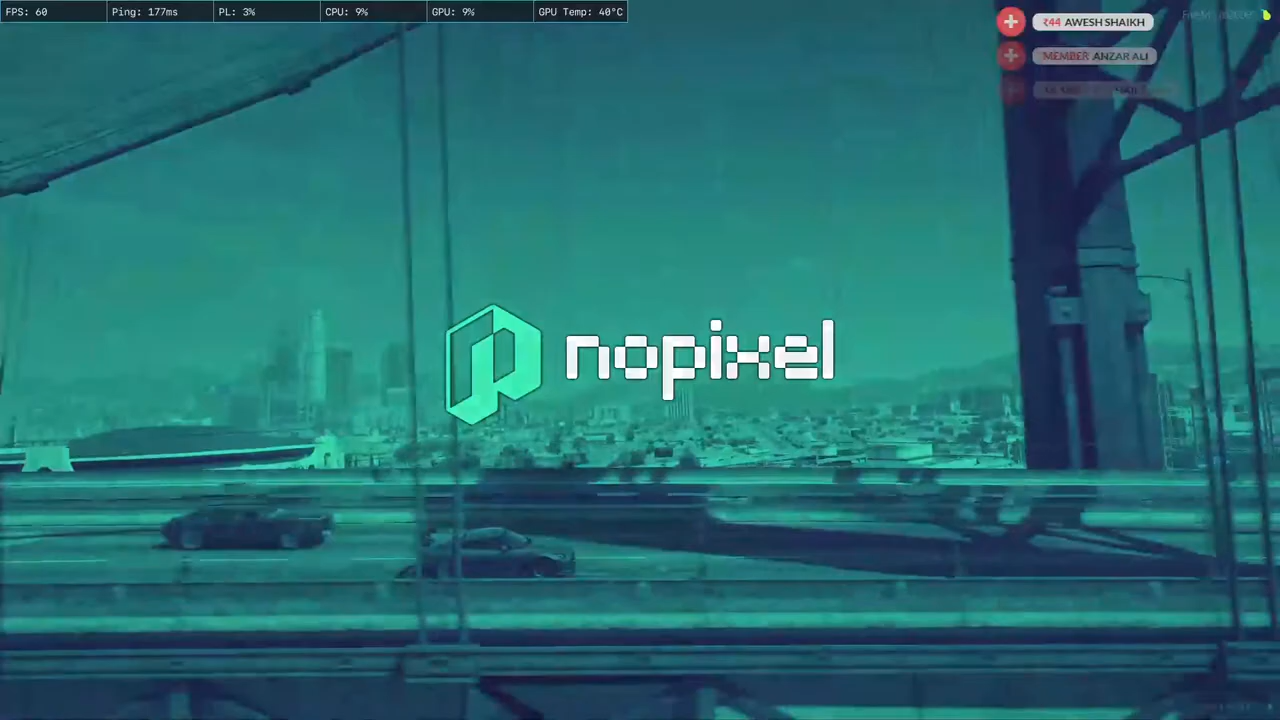 FPS: 60
Ping: 177ms
PL: 3%
CPU: 9%
GPU: 9%
GPU Temp: 40°C
₹44 AWESH SHAIKH
MEMBER ANZAR ALI
nopixel